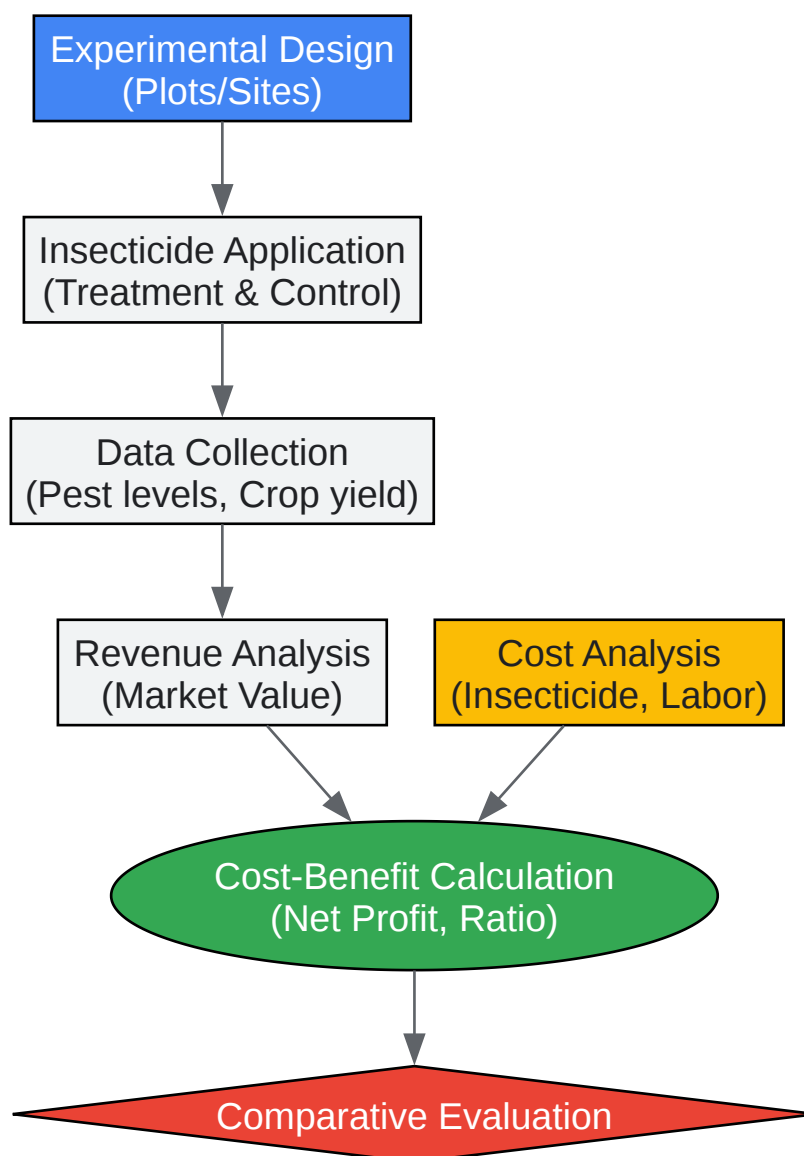 Experimental Design
(Plots/Sites)
Insecticide Application
(Treatment & Control)
Data Collection
(Pest levels, Crop yield)
Revenue Analysis
(Market Value)
Cost Analysis
(Insecticide, Labor)
Cost-Benefit Calculation
(Net Profit, Ratio)
Comparative Evaluation